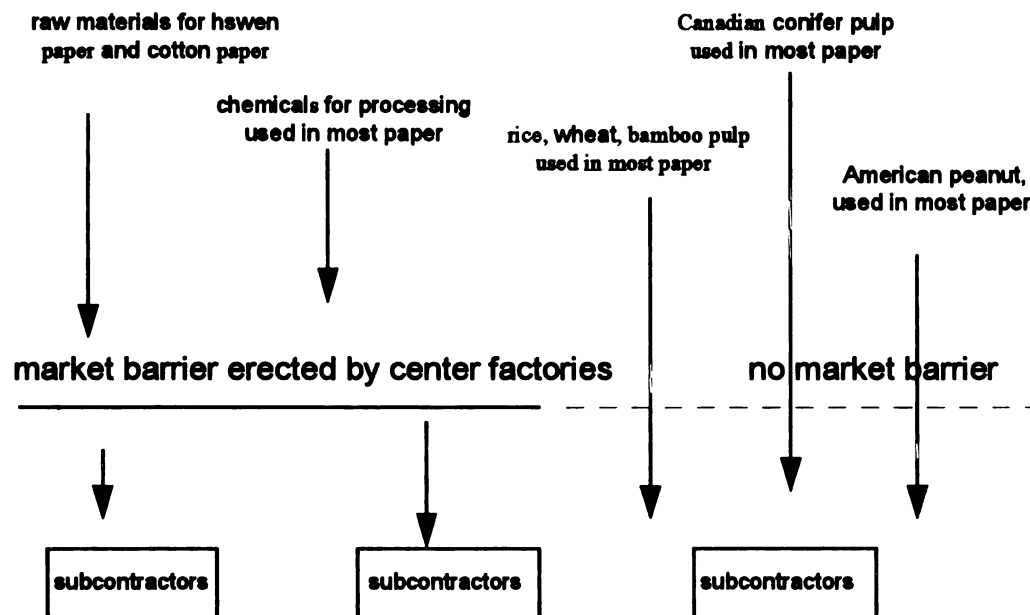 raw materials for hswen
paper and cotton paper
chemicals for processing
used in most paper
rice, wheat, bamboo pulp
used in most paper
Canadian conifer pulp
used in most paper
American peanut,
used in most paper
market barrier erected by center factories
no market barrier
subcontractors
subcontractors
subcontractors